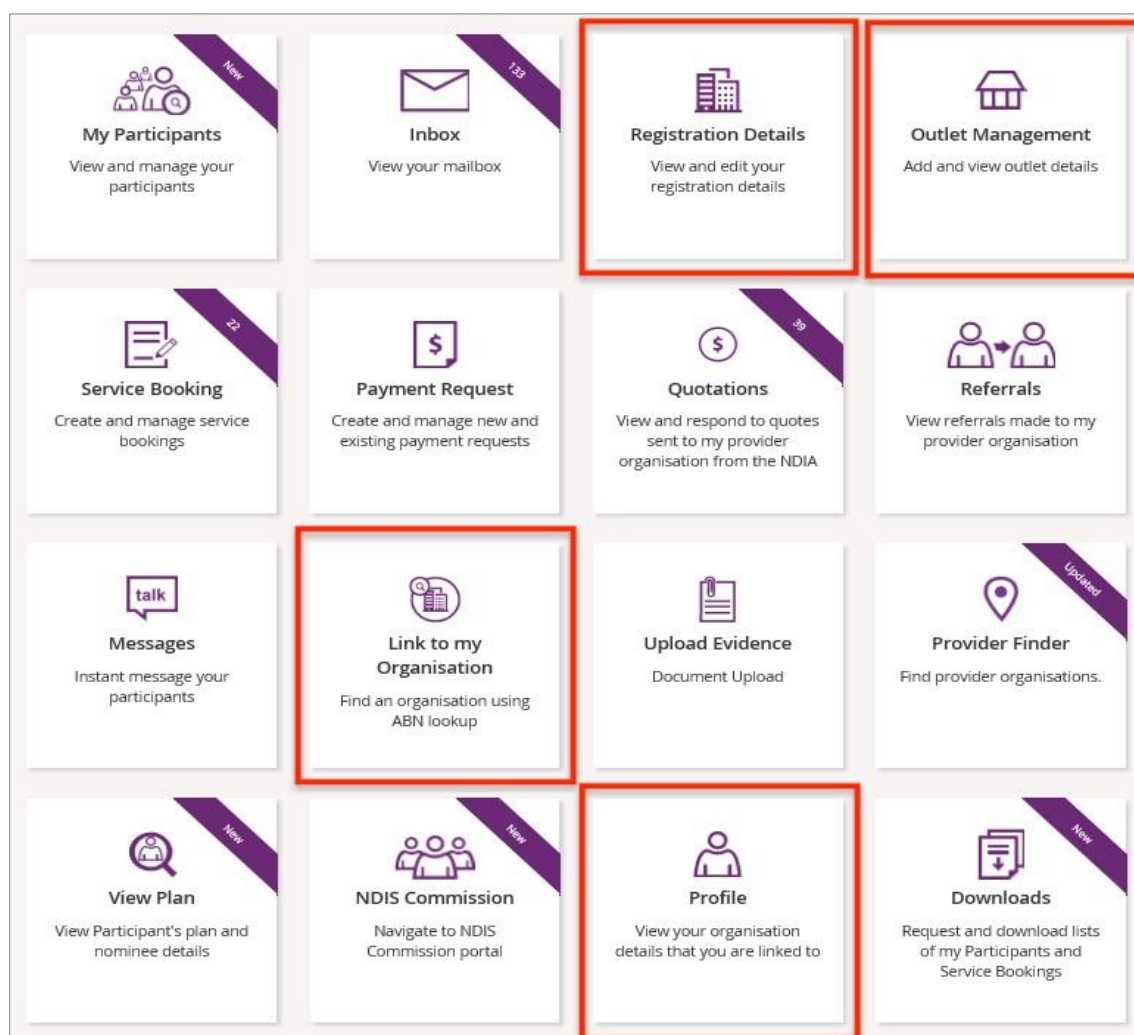 New
My Participants
View and manage your
participants
133
Inbox
View your mailbox
Registration Details
View and edit your
registration details
Outlet Management
Add and view outlet details
22
Service Booking
Create and manage service
bookings
$
Payment Request
Create and manage new and
existing payment requests
39
$
Quotations
View and respond to quotes
sent to my provider
organisation from the NDIA
Referrals
View referrals made to my
provider organisation
talk
Messages
Instant message your
participants
Link to my
Organisation
Find an organisation using
ABN lookup
Upload Evidence
Document Upload
Updated
Provider Finder
Find provider organisations.
New
View Plan
View Participant's plan and
nominee details
New
NDIS Commission
Navigate to NDIS
Commission portal
Profile
View your organisation
details that you are linked to
New
Downloads
Request and download lists
of my Participants and
Service Bookings